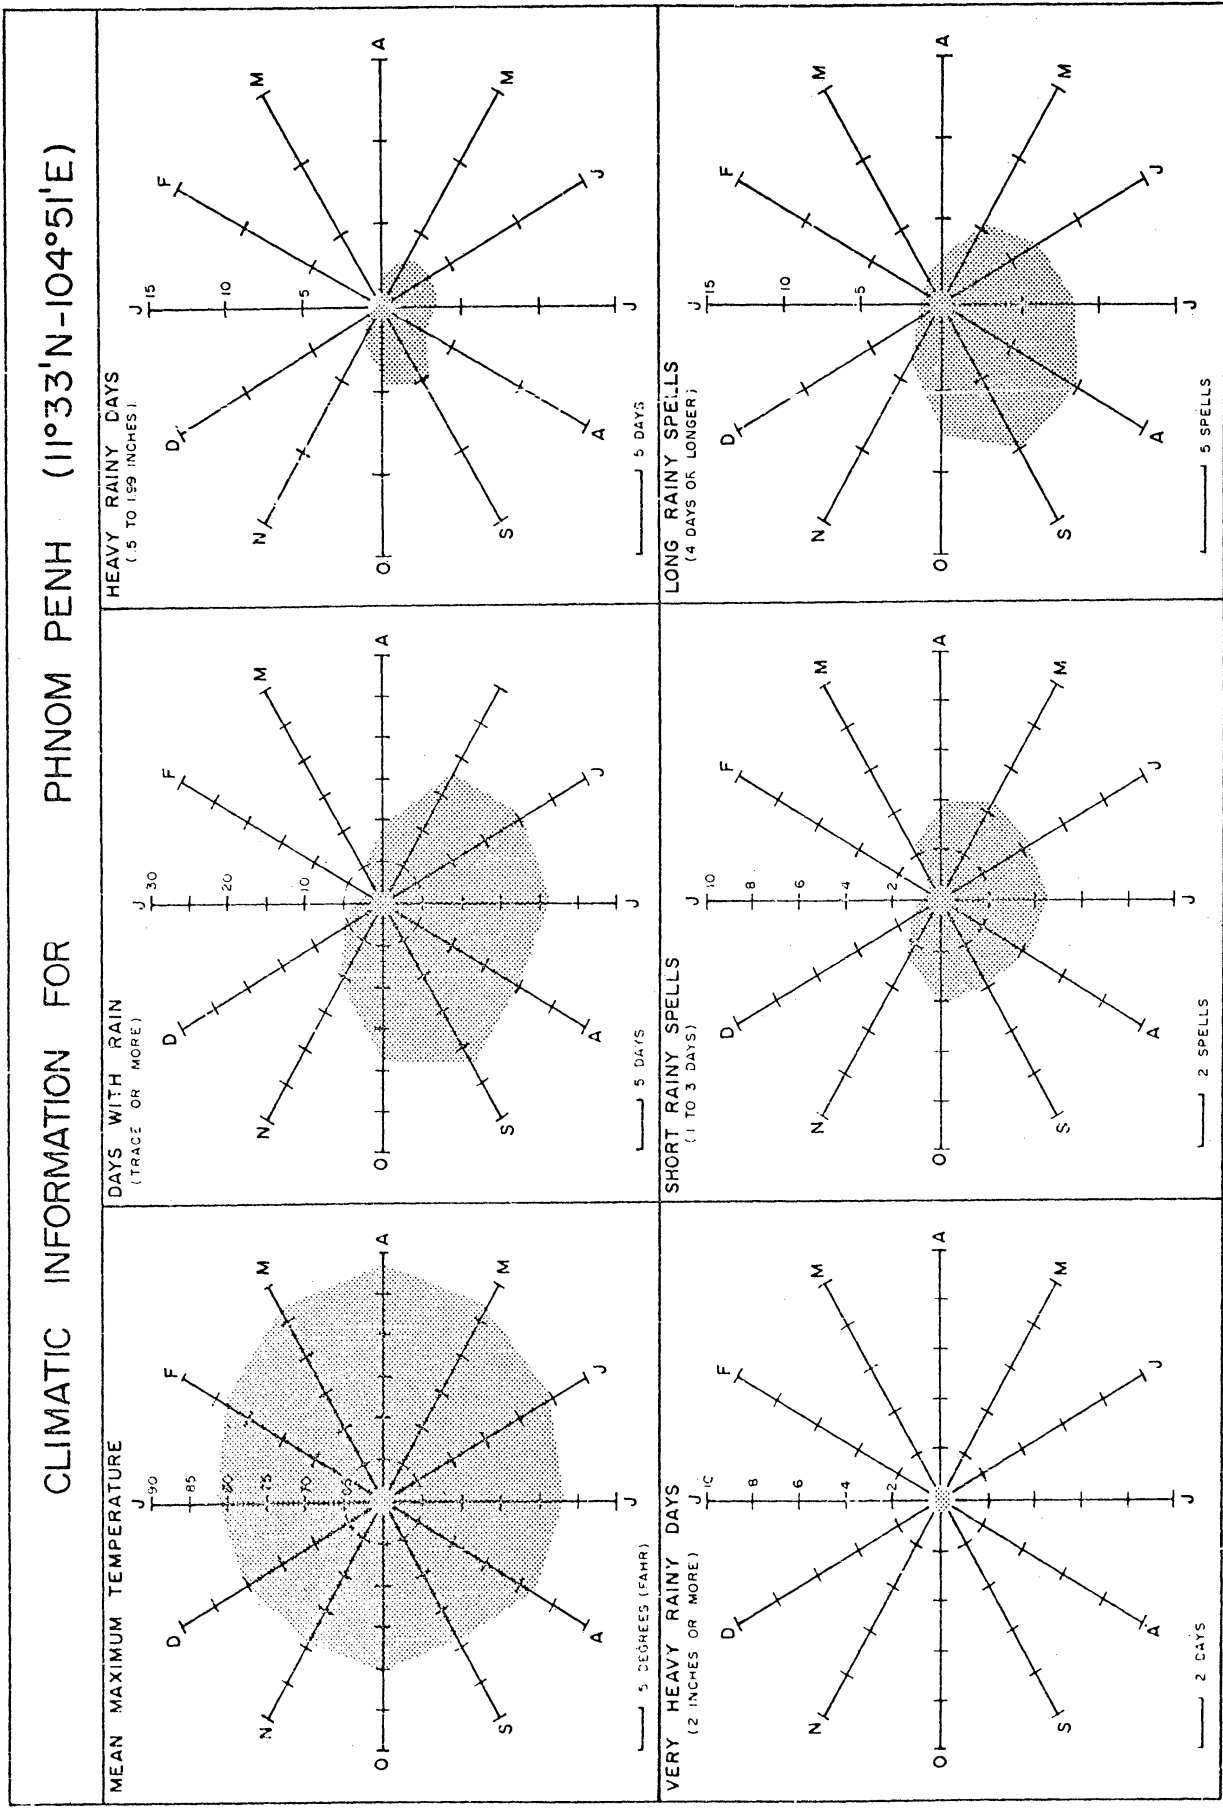 CLIMATIC INFORMATION FOR PHNOM PENH (11°33'N-104°51'E)
MEAN MAXIMUM TEMPERATURE
J
90
85
80
75
70
65
F
M
A
M
J
J
A
S
O
N
D
5 DEGREES (FAHR)
DAYS WITH RAIN
(TRACE OR MORE)
J
30
20
10
F
M
A
J
J
A
S
O
N
D
5 DAYS
HEAVY RAINY DAYS
(.5 TO 1.99 INCHES)
J
15
10
5
F
M
A
M
J
J
A
S
O
N
D
5 DAYS
VERY HEAVY RAINY DAYS
(2 INCHES OR MORE)
J
10
8
6
4
2
F
M
A
M
J
J
A
S
O
N
D
2 DAYS
SHORT RAINY SPELLS
(1 TO 3 DAYS)
J
10
8
6
4
2
F
M
A
M
J
J
A
S
O
N
D
2 SPELLS
LONG RAINY SPELLS
(4 DAYS OR LONGER)
J
15
10
5
F
M
A
M
J
J
A
S
O
N
D
5 SPELLS